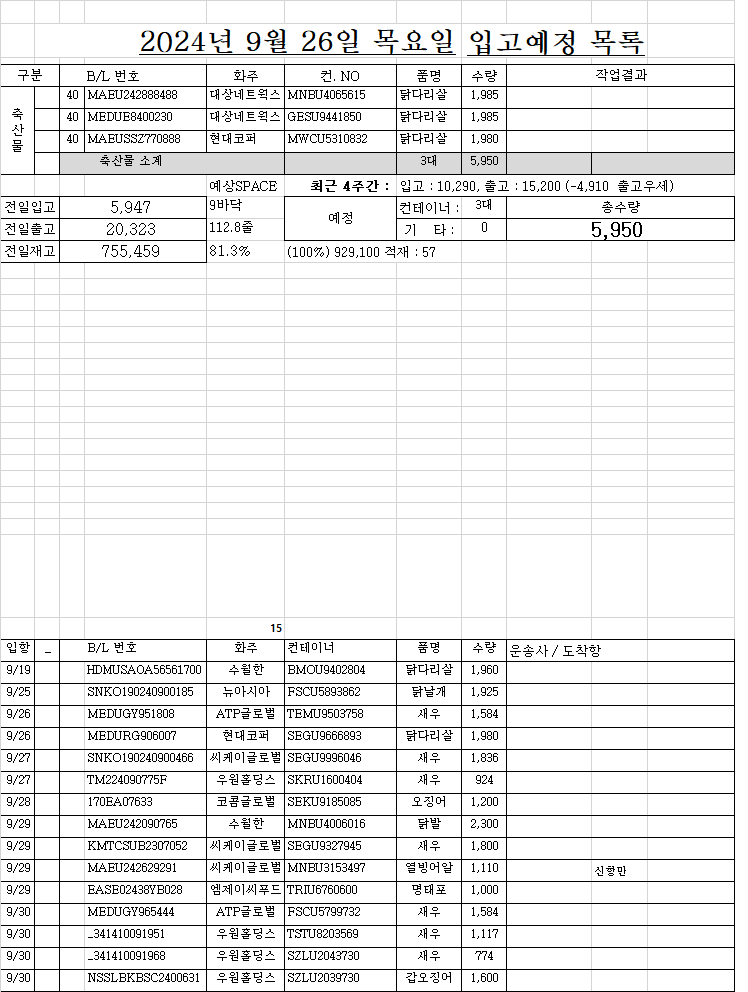 2024년 9월 26일 목요일 입고예정 목록
구분 B/L 번호 화주 컨. NO 품명 수량 작업결과
축산물
40 MAEU242888488 대상네트웍스 MNBU4065615 닭다리살 1,985
40 MEDUE8400230 대상네트웍스 GESU9441850 닭다리살 1,985
40 MAEUSSZ770888 현대코퍼 MWCU5310832 닭다리살 1,980
축산물 소계 3대 5,950
예상SPACE 최근 4주간 : 입고 : 10,290, 출고 : 15,200 (-4,910 출고우세)
전일입고 5,947 9바닥 예정 컨테이너 : 3대 총수량
전일출고 20,323 112.8줄 기 타 : 0 5,950
전일재고 755,459 81.3% (100%) 929,100 적재 : 57
15
입항 _ B/L 번호 화주 컨테이너 품명 수량 운송사 / 도착항
9/19 HDMUSAOA56561700 수월한 BMOU9402804 닭다리살 1,960
9/25 SNKO190240900185 뉴아시아 FSCU5893862 닭날개 1,925
9/26 MEDUGY951808 ATP글로벌 TEMU9503758 새우 1,584
9/26 MEDURG906007 현대코퍼 SEGU9666893 닭다리살 1,980
9/27 SNKO190240900466 씨케이글로벌 SEGU9996046 새우 1,836
9/27 TM224090775F 우원홀딩스 SKRU1600404 새우 924
9/28 170EA07633 코콤글로벌 SEKU9185085 오징어 1,200
9/29 MAEU242090765 수월한 MNBU4006016 닭발 2,300
9/29 KMTCSUB2307052 씨케이글로벌 SEGU9327945 새우 1,800
9/29 MAEU242629291 씨케이글로벌 MNBU3153497 열빙어알 1,110 신항만
9/29 EASE02438YB028 엠제이씨푸드 TRIU6760600 명태포 1,000
9/30 MEDUGY965444 ATP글로벌 FSCU5799732 새우 1,584
9/30 _341410091951 우원홀딩스 TSTU8203569 새우 1,117
9/30 _341410091968 우원홀딩스 SZLU2043730 새우 774
9/30 NSSLBKBSC2400631 우원홀딩스 SZLU2039730 갑오징어 1,600